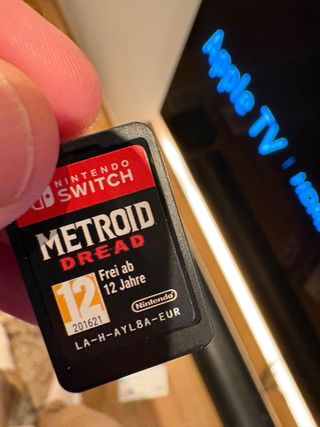 Apple TV
NINTENDO
SWITCH
METROID
DREAD
12
201621
Frei ab
12 Jahre
Nintendo
LA-H-AYL8A-EUR